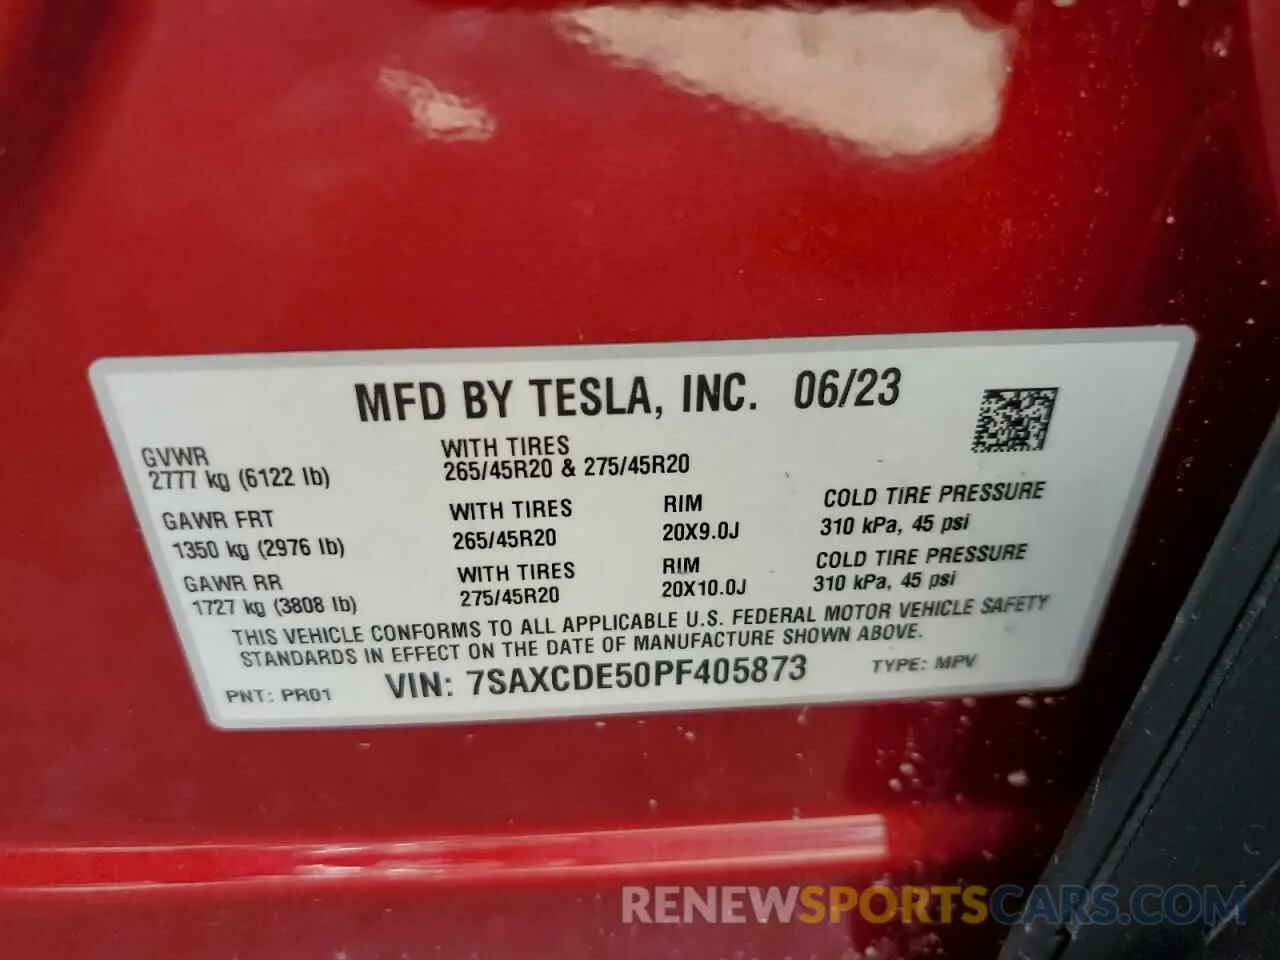 MFD BY TESLA, INC. 06/23
GVWR
2777 kg (6122 lb)
WITH TIRES
265/45R20 & 275/45R20
GAWR FRT
1350 kg (2976 lb)
WITH TIRES
265/45R20
RIM
20X9.0J
COLD TIRE PRESSURE
310 kPa, 45 psi
GAWR RR
1727 kg (3808 lb)
WITH TIRES
275/45R20
RIM
20X10.0J
COLD TIRE PRESSURE
310 kPa, 45 psi
THIS VEHICLE CONFORMS TO ALL APPLICABLE U.S. FEDERAL MOTOR VEHICLE SAFETY
STANDARDS IN EFFECT ON THE DATE OF MANUFACTURE SHOWN ABOVE.
PNT: PR01
VIN: 7SAXCDE50PF405873
TYPE: MPV
RENEWSPORTSCARS.COM